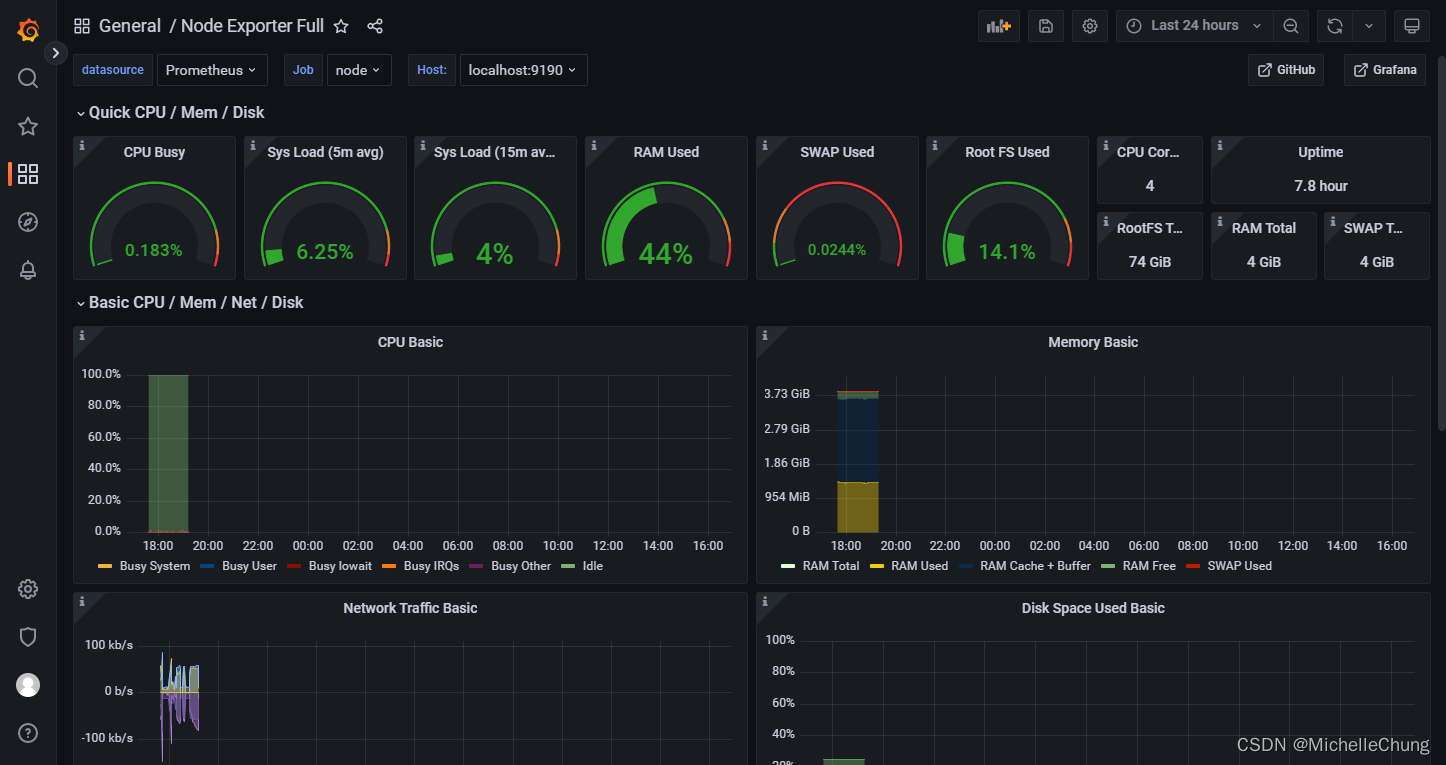 General / Node Exporter Full
Last 24 hours
datasource Prometheus Job node Host: localhost:9190 GitHub Grafana
Quick CPU / Mem / Disk
CPU Busy
0.183%
Sys Load (5m avg)
6.25%
Sys Load (15m av...
4%
RAM Used
44%
SWAP Used
0.0244%
Root FS Used
14.1%
CPU Cor...
4
Uptime
7.8 hour
RootFS T...
74 GiB
RAM Total
4 GiB
SWAP T...
4 GiB
Basic CPU / Mem / Net / Disk
CPU Basic
100.0%
80.0%
60.0%
40.0%
20.0%
0.0%
18:00 20:00 22:00 00:00 02:00 04:00 06:00 08:00 10:00 12:00 14:00 16:00
Busy System Busy User Busy Iowait Busy IRQs Busy Other Idle
Memory Basic
3.73 GiB
2.79 GiB
1.86 GiB
954 MiB
0 B
18:00 20:00 22:00 00:00 02:00 04:00 06:00 08:00 10:00 12:00 14:00 16:00
RAM Total RAM Used RAM Cache + Buffer RAM Free SWAP Used
Network Traffic Basic
100 kb/s
0 b/s
-100 kb/s
Disk Space Used Basic
100%
80%
60%
40%
20%
CSDN @MichelleChung